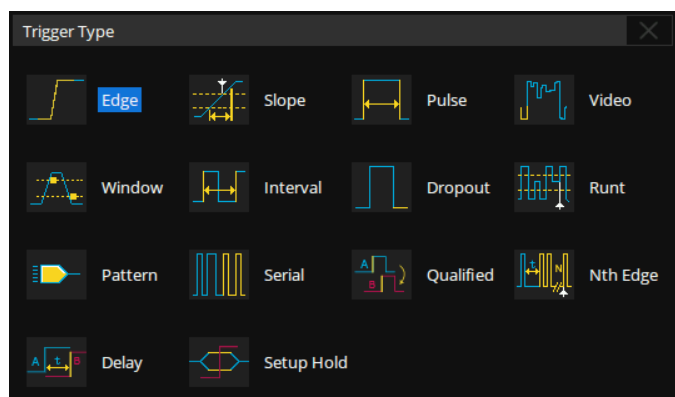 Trigger Type
Edge Slope Pulse Video
Window Interval Dropout Runt
Pattern Serial A B Qualified t N Nth Edge
A t B Delay Setup Hold